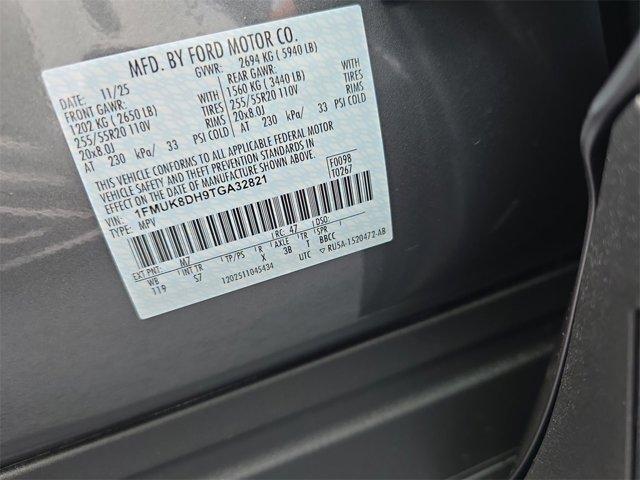 MFD. BY FORD MOTOR CO.
DATE: 11/25 GVWR: 2694 KG ( 5940 LB)
FRONT GAWR: REAR GAWR:
1202 KG (2650 LB) WITH 1560 KG (3440 LB) WITH
255/55R20 110V TIRES 255/55R20 110V TIRES
20x8.0J RIMS 20x8.0J RIMS
AT 230 kPa/ 33 PSI COLD AT 230 kPa/ 33 PSI COLD
THIS VEHICLE CONFORMS TO ALL APPLICABLE FEDERAL MOTOR
VEHICLE SAFETY AND THEFT PREVENTION STANDARDS IN
EFFECT ON THE DATE OF MANUFACTURE SHOWN ABOVE.
VIN: 1FMUK8DH9TGA32821 F0098
TYPE: MPV T0267
EXT PNT: M7 RC: 47 DSO:
WB INT TR TP/PS R AXLE TR SPR
119 S7 X 3B T BBCC
1202511045434 UTC RU5A-1520472-AB